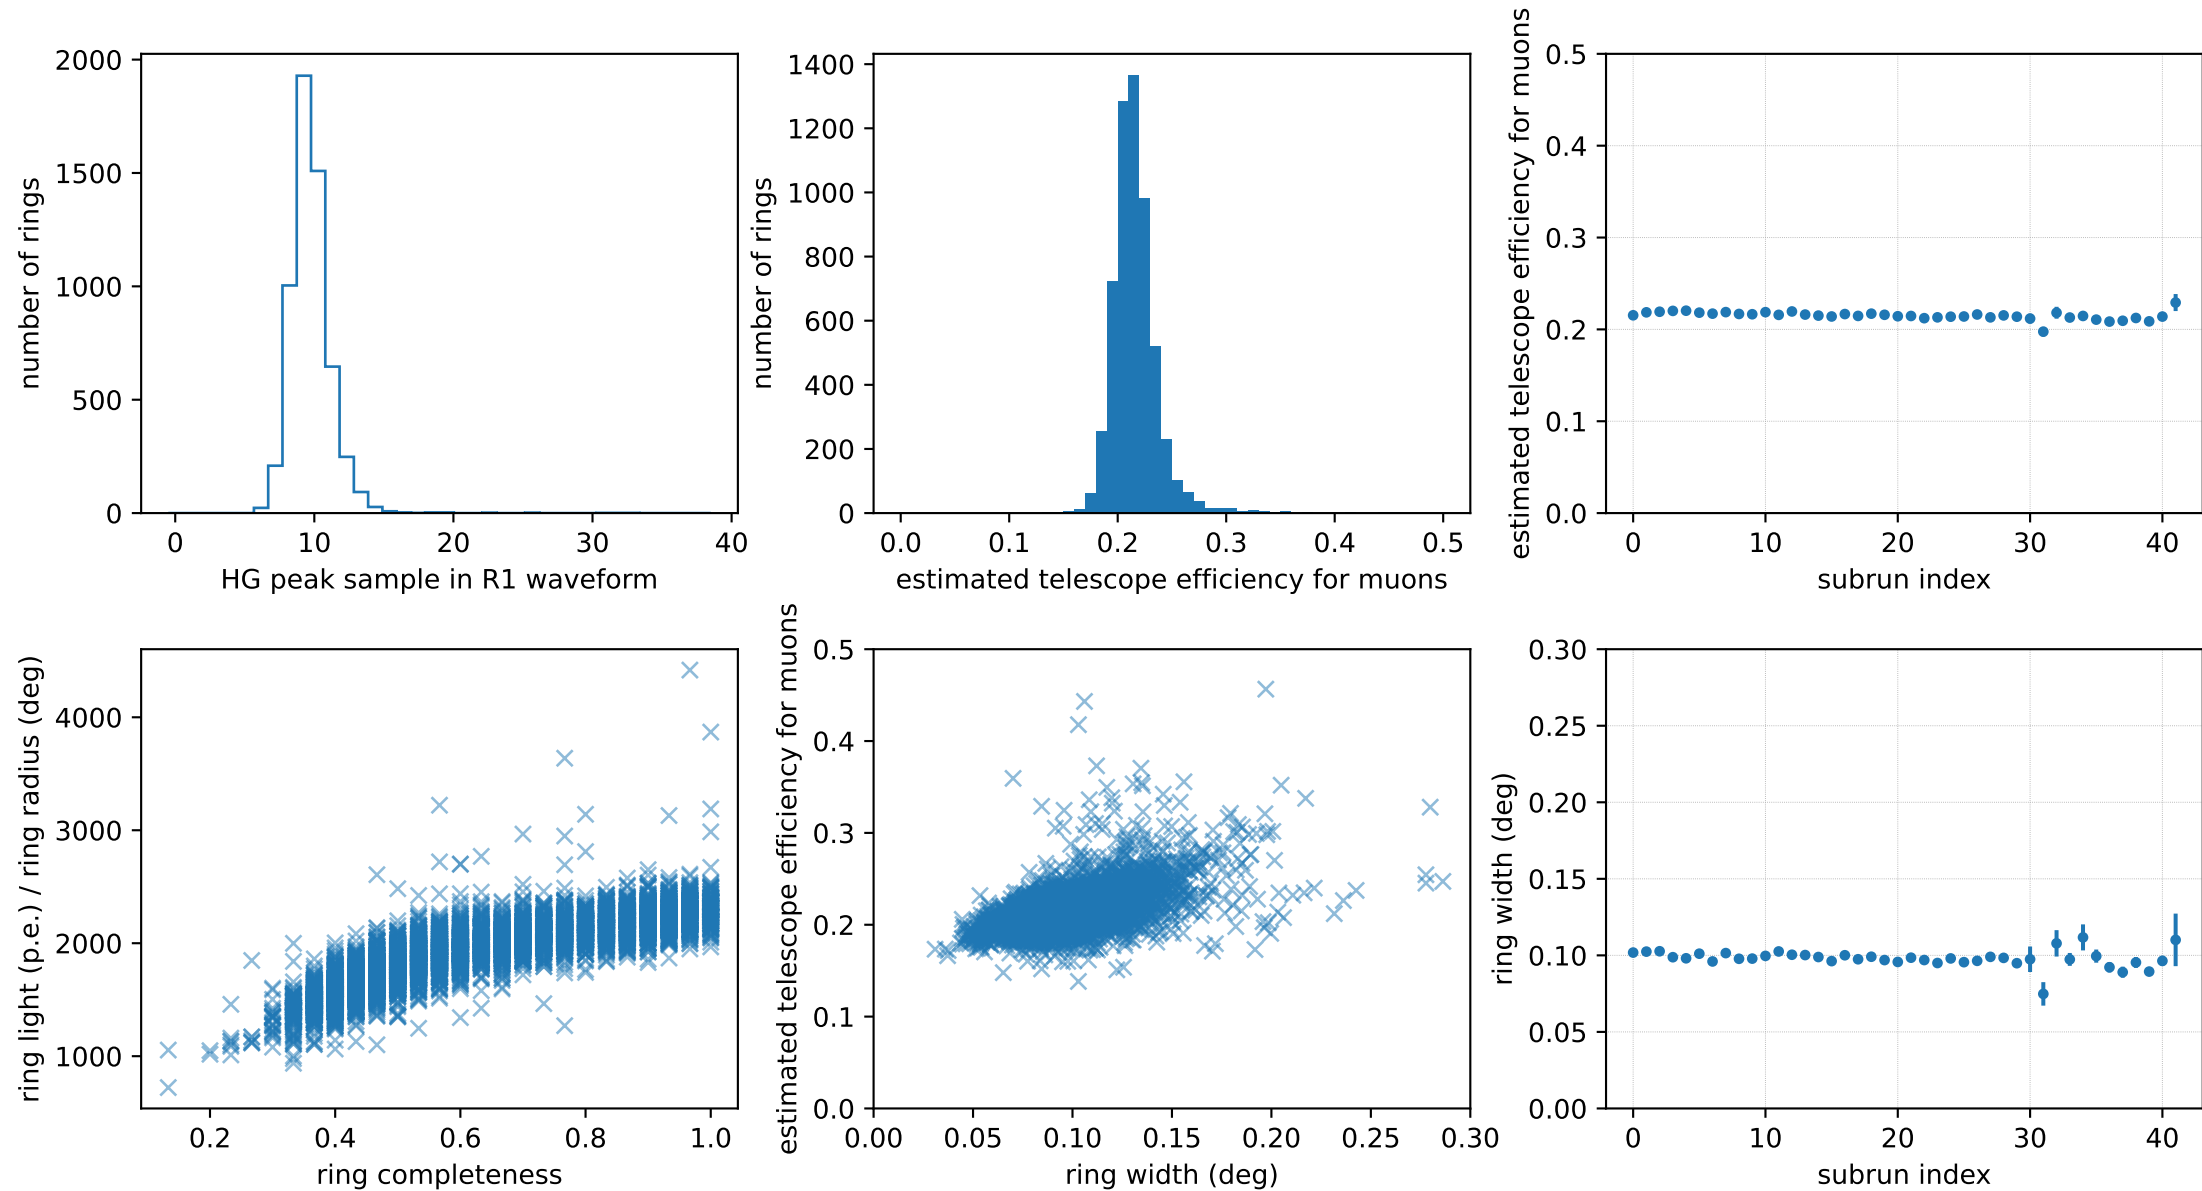 2000
1500
1000
500
0
number of rings
0 10 20 30 40
HG peak sample in R1 waveform
1400
1200
1000
800
600
400
200
0
number of rings
0.0 0.1 0.2 0.3 0.4 0.5
estimated telescope efficiency for muons
0.5
0.4
0.3
0.2
0.1
0.0
estimated telescope efficiency for muons
0 10 20 30 40
subrun index
4000
3000
2000
1000
ring light (p.e.) / ring radius (deg)
0.2 0.4 0.6 0.8 1.0
ring completeness
0.5
0.4
0.3
0.2
0.1
0.0
estimated telescope efficiency for muons
0.00 0.05 0.10 0.15 0.20 0.25 0.30
ring width (deg)
0.30
0.25
0.20
0.15
0.10
0.05
0.00
ring width (deg)
0 10 20 30 40
subrun index